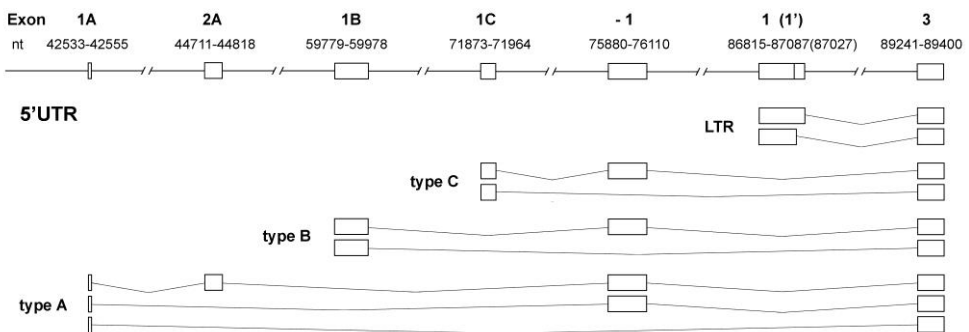 Exon 1A 2A 1B 1C - 1 1 (1') 3
nt 42533-42555 44711-44818 59779-59978 71873-71964 75880-76110 86815-87087(87027) 89241-89400
5'UTR
LTR
type C
type B
type A